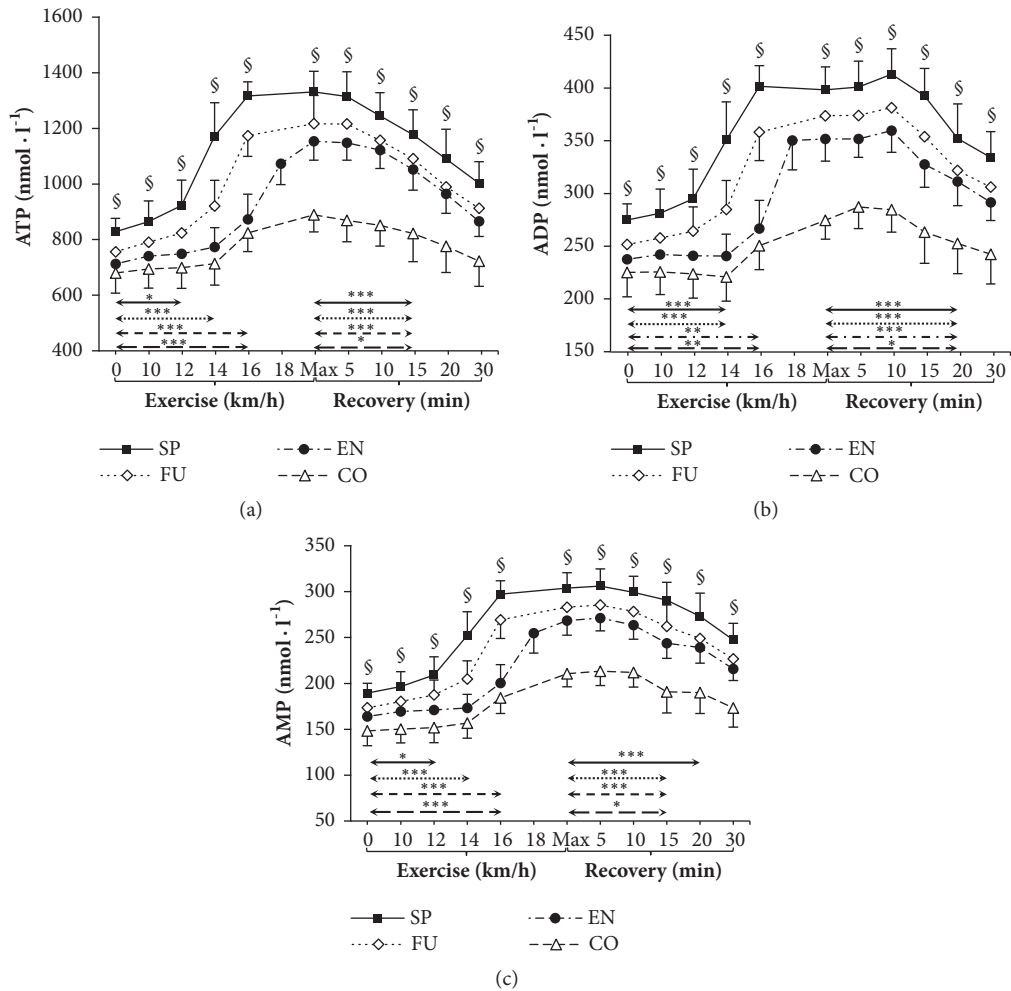 1600
1400
1200
1000
800
600
400
ATP (nmol · l⁻¹)
§ § § § § § § § § § §
* ***
*** ***
*** ***
*** *
0 10 12 14 16 18 Max 5 10 15 20 30
Exercise (km/h) Recovery (min)
SP EN
FU CO
(a)
450
400
350
300
250
200
150
ADP (nmol · l⁻¹)
§ § § § § § § § § § §
*** ***
*** ***
** ***
** *
0 10 12 14 16 18 Max 5 10 15 20 30
Exercise (km/h) Recovery (min)
SP EN
FU CO
(b)
350
300
250
200
150
100
50
AMP (nmol · l⁻¹)
§ § § § § § § § § § §
* ***
*** ***
*** ***
*** *
0 10 12 14 16 18 Max 5 10 15 20 30
Exercise (km/h) Recovery (min)
SP EN
FU CO
(c)